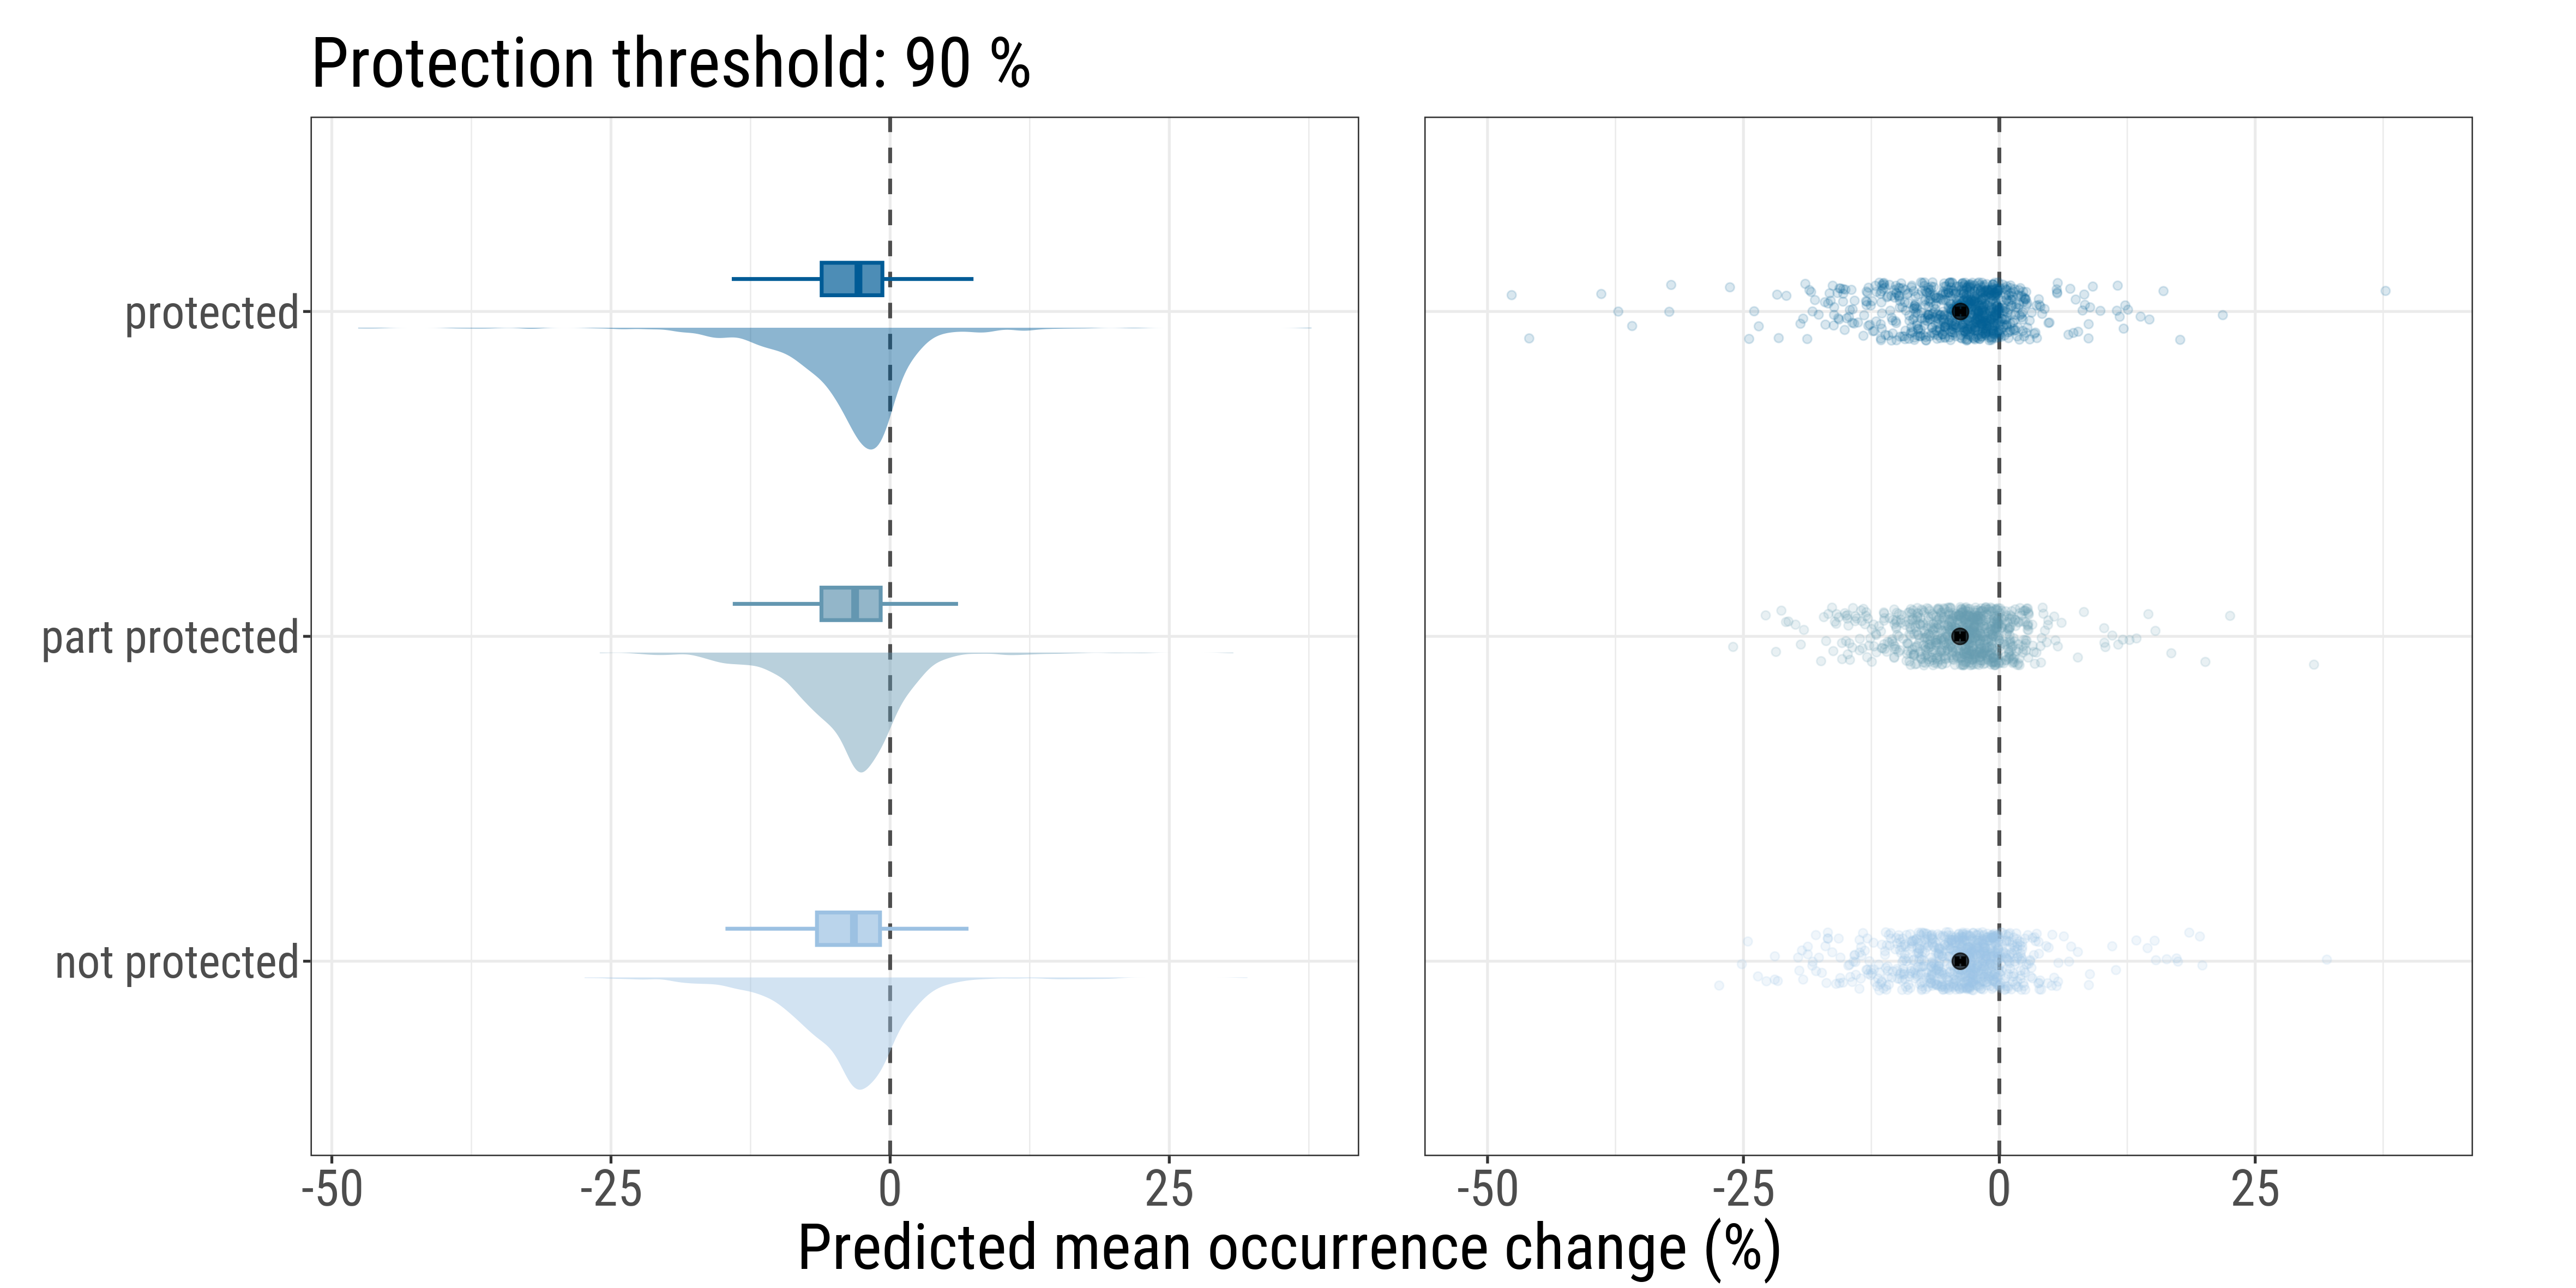 Protection threshold: 90 %
protected
part protected
not protected
-50 -25 0 25 -50 -25 0 25
Predicted mean occurrence change (%)